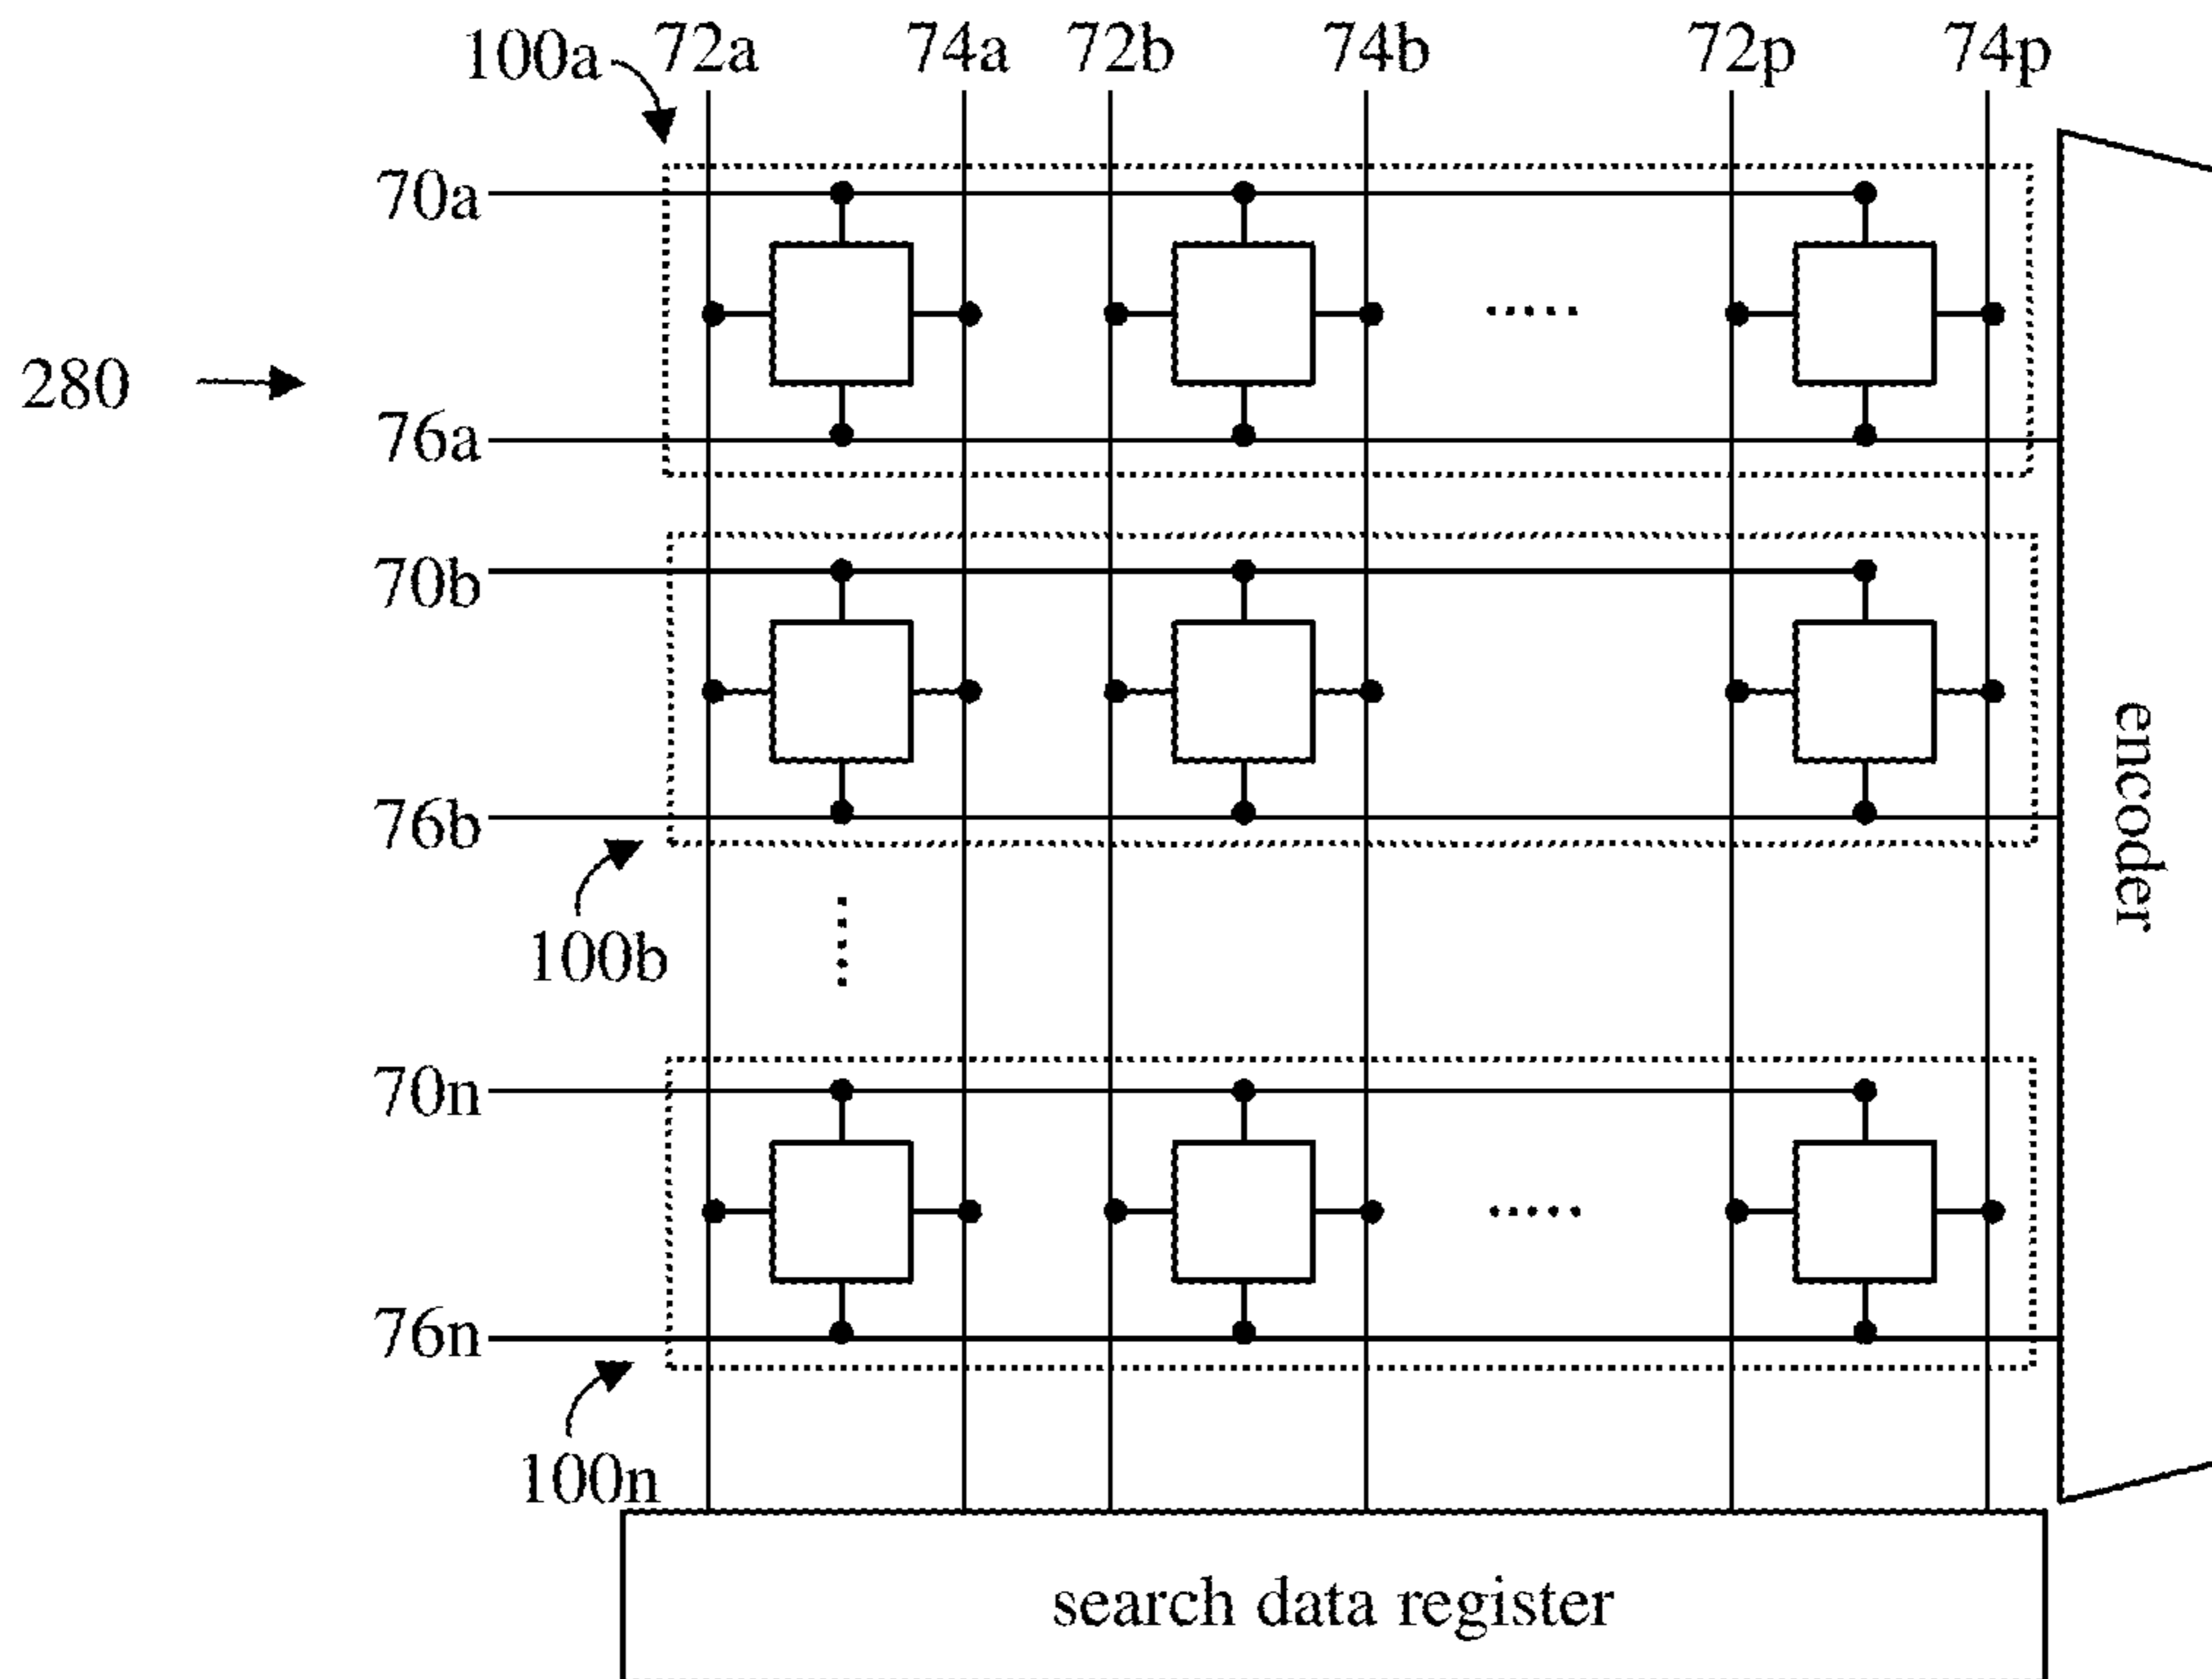 100a 72a 74a 72b 74b 72p 74p
70a
280
76a
70b
76b
encoder
100b
70n
76n
100n
search data register